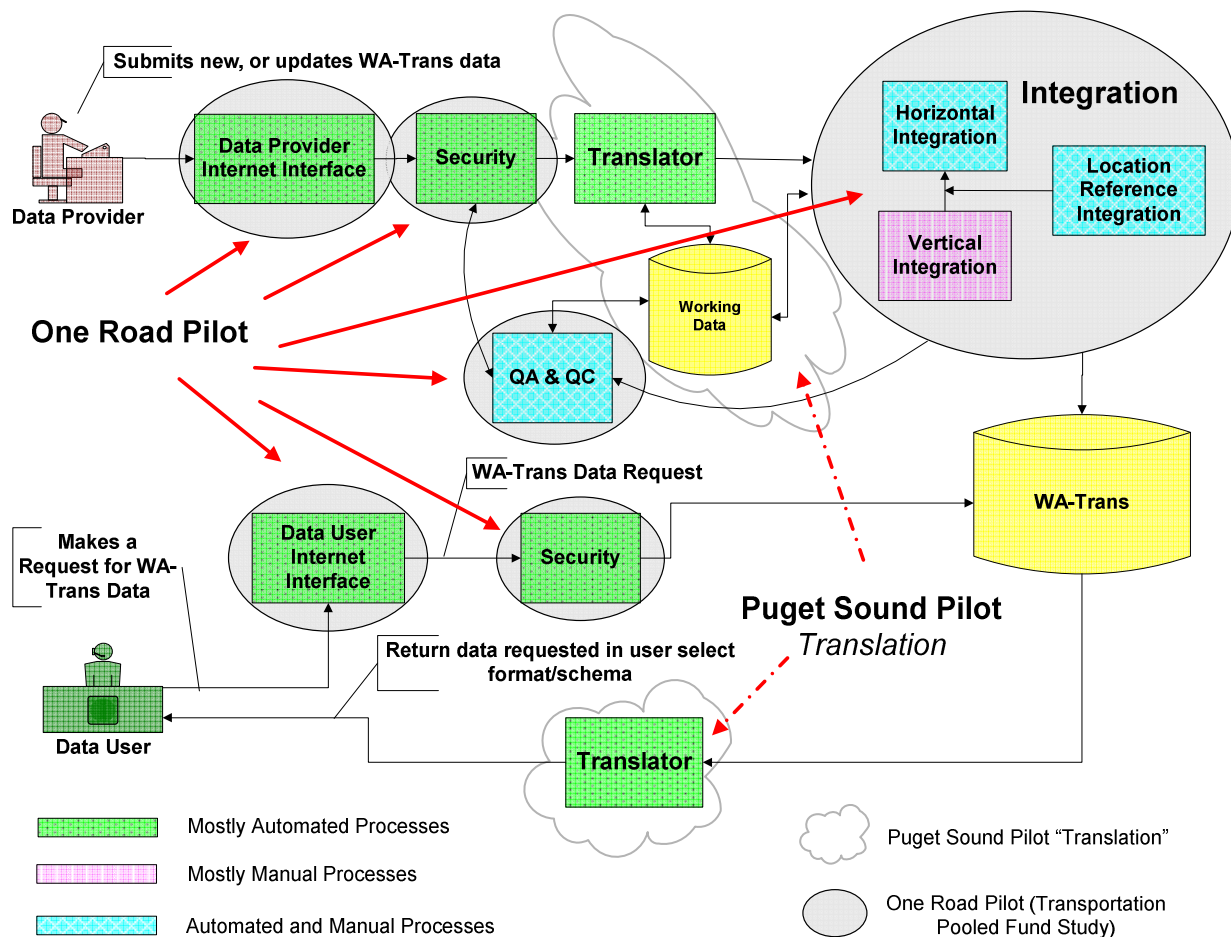 Submits new, or updates WA-Trans data
Data Provider
Data Provider
Internet Interface
Security
Translator
Integration
Horizontal
Integration
Location
Reference
Integration
Vertical
Integration
Working
Data
One Road Pilot
QA & QC
WA-Trans Data Request
WA-Trans
Makes a
Request for WA-
Trans Data
Data User
Internet
Interface
Security
Puget Sound Pilot
Translation
Return data requested in user select
format/schema
Data User
Translator
Mostly Automated Processes
Mostly Manual Processes
Automated and Manual Processes
Puget Sound Pilot “Translation”
One Road Pilot (Transportation
Pooled Fund Study)